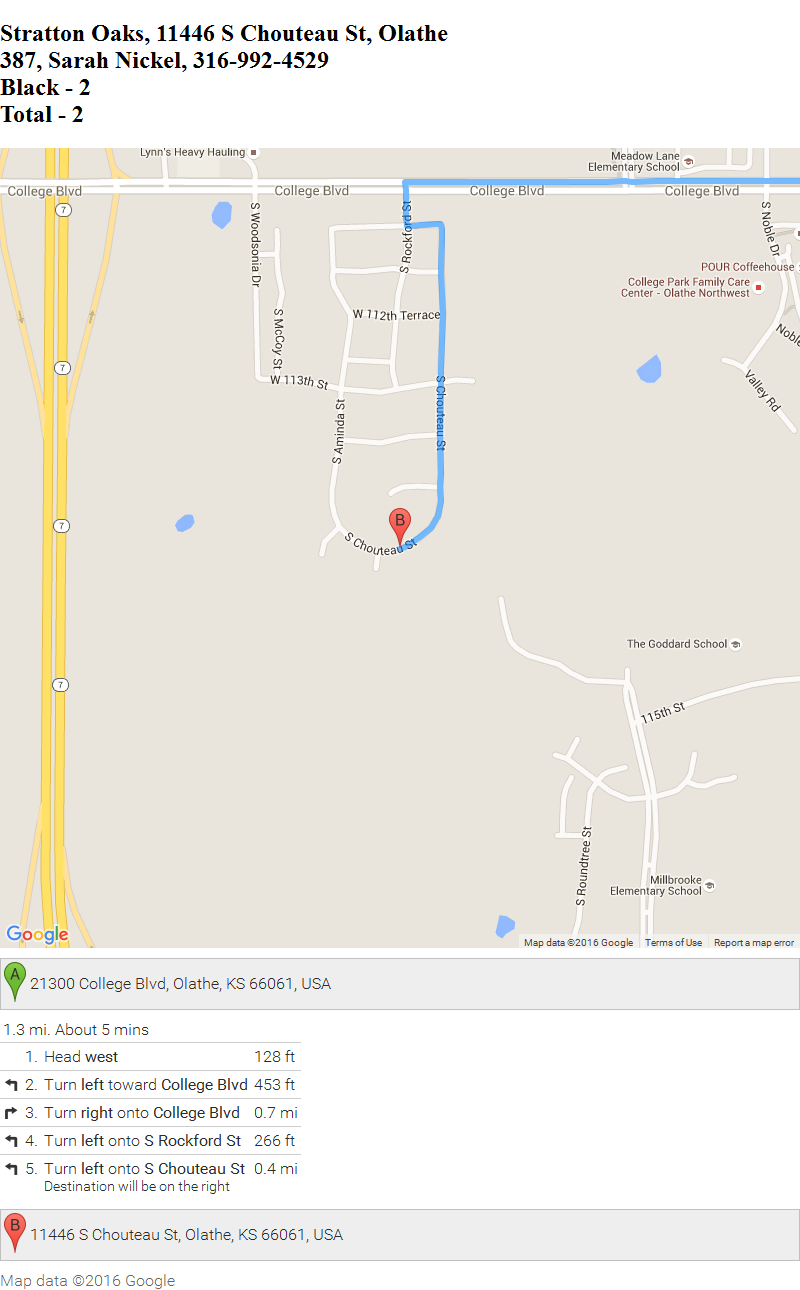 Stratton Oaks, 11446 S Chouteau St, Olathe
387, Sarah Nickel, 316-992-4529
Black - 2
Total - 2
Lynn's Heavy Hauling
Meadow Lane
Elementary School
College Blvd
College Blvd
College Blvd
College Blvd
7
S Woodsonia Dr
S Rockford St
S Noble Dr
POUR Coffeehouse
College Park Family Care
Center - Olathe Northwest
S McCoy St
W 112th Terrace
Noble
7
W 113th St
S Chouteau St
Valley Rd
S Aminda St
7
B
S Chouteau St
The Goddard School
7
115th St
S Roundtree St
Millbrooke
Elementary School
Google
Map data ©2016 Google
Terms of Use
Report a map error
A 21300 College Blvd, Olathe, KS 66061, USA
1.3 mi. About 5 mins
1. Head west 128 ft
2. Turn left toward College Blvd 453 ft
3. Turn right onto College Blvd 0.7 mi
4. Turn left onto S Rockford St 266 ft
5. Turn left onto S Chouteau St 0.4 mi
Destination will be on the right
B 11446 S Chouteau St, Olathe, KS 66061, USA
Map data ©2016 Google